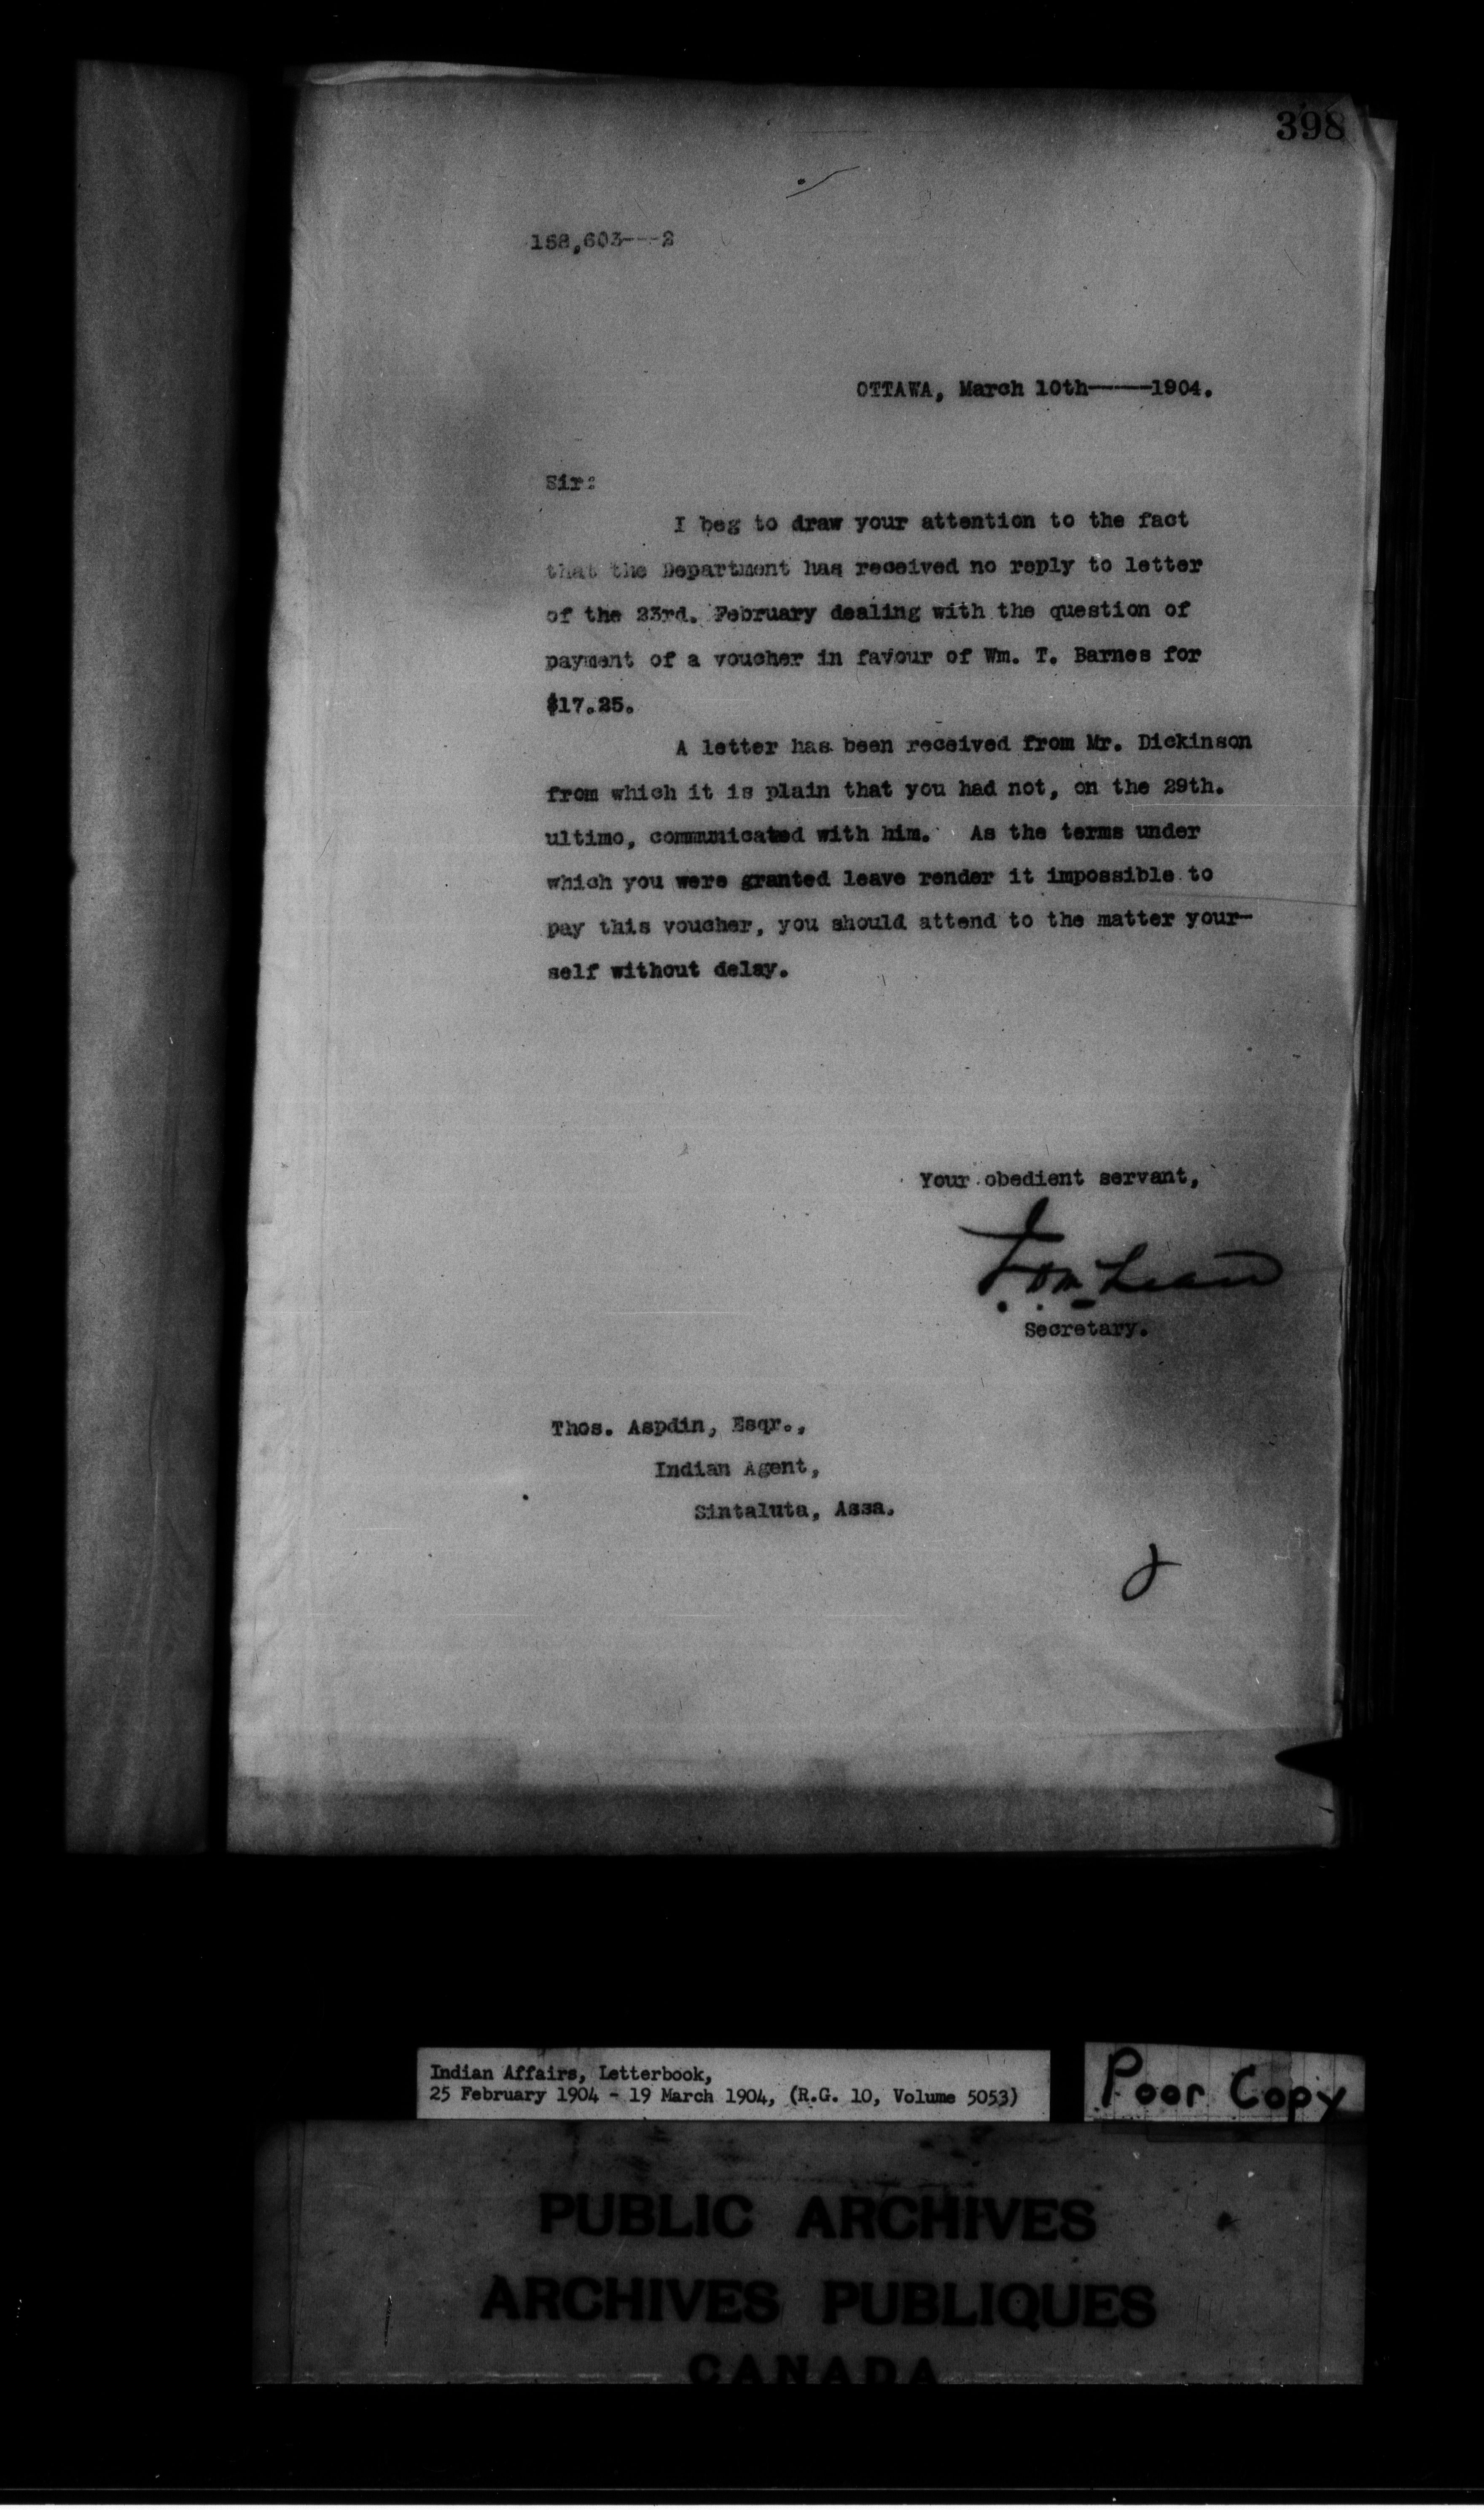 398
158,603---2
OTTAWA, March 10th-----1904.
Sir:
I beg to draw your attention to the fact
that the Department has received no reply to letter
of the 23rd. February dealing with the question of
payment of a voucher in favour of Wm. T. Barnes for
$17.25.
A letter has been received from Mr. Dickinson
from which it is plain that you had not, on the 29th.
ultimo, communicated with him. As the terms under
which you were granted leave render it impossible to
pay this voucher, you should attend to the matter your-
self without delay.
Your obedient servant,
Secretary.
Thos. Aspdin, Esqr.,
Indian Agent,
Sintaluta, Assa.
Indian Affairs, Letterbook,
25 February 1904 - 19 March 1904, (R.G. 10, Volume 5053)
Poor Copy
PUBLIC ARCHIVES
ARCHIVES PUBLIQUES
CANADA